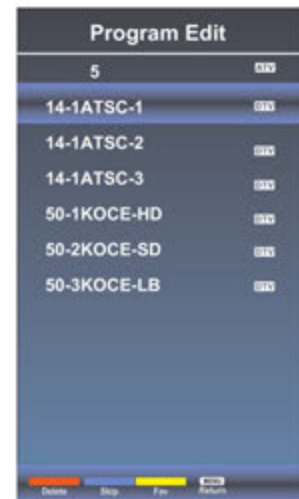 Program Edit
5 ATV
14-1ATSC-1 DTV
14-1ATSC-2 DTV
14-1ATSC-3 DTV
50-1KOCE-HD DTV
50-2KOCE-SD DTV
50-3KOCE-LB DTV
MENU
Delete Skip Fav Return